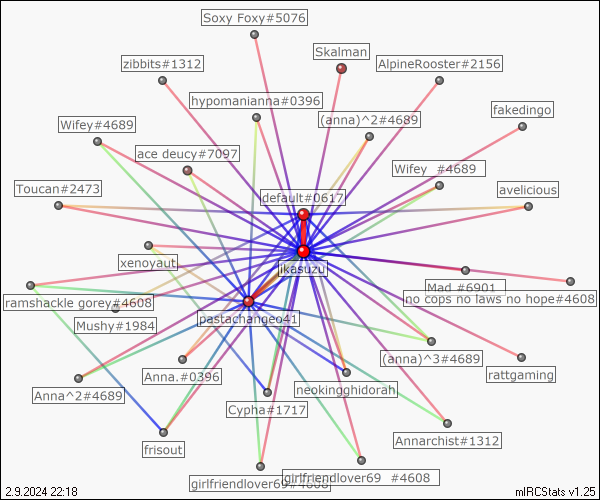 Soxy Foxy#5076
Skalman
zibbits#1312
AlpineRooster#2156
hypomanianna#0396
fakedingo
(anna)^2#4689
Wifey#4689
ace deucy#7097
Wifey_#4689
Toucan#2473
avelicious
default#0617
xenoyaut
jkasuzu
Mad_#6901
no cops no laws no hope#4608
ramshackle gorey#4608
pastachangeo41
Mushy#1984
(anna)^3#4689
rattgaming
Anna.#0396
neokingghidorah
Anna^2#4689
Cypha#1717
Annarchist#1312
frisout
girlfriendlover69_#4608
girlfriendlover69#4608
2.9.2024 22:18
mIRCStats v1.25